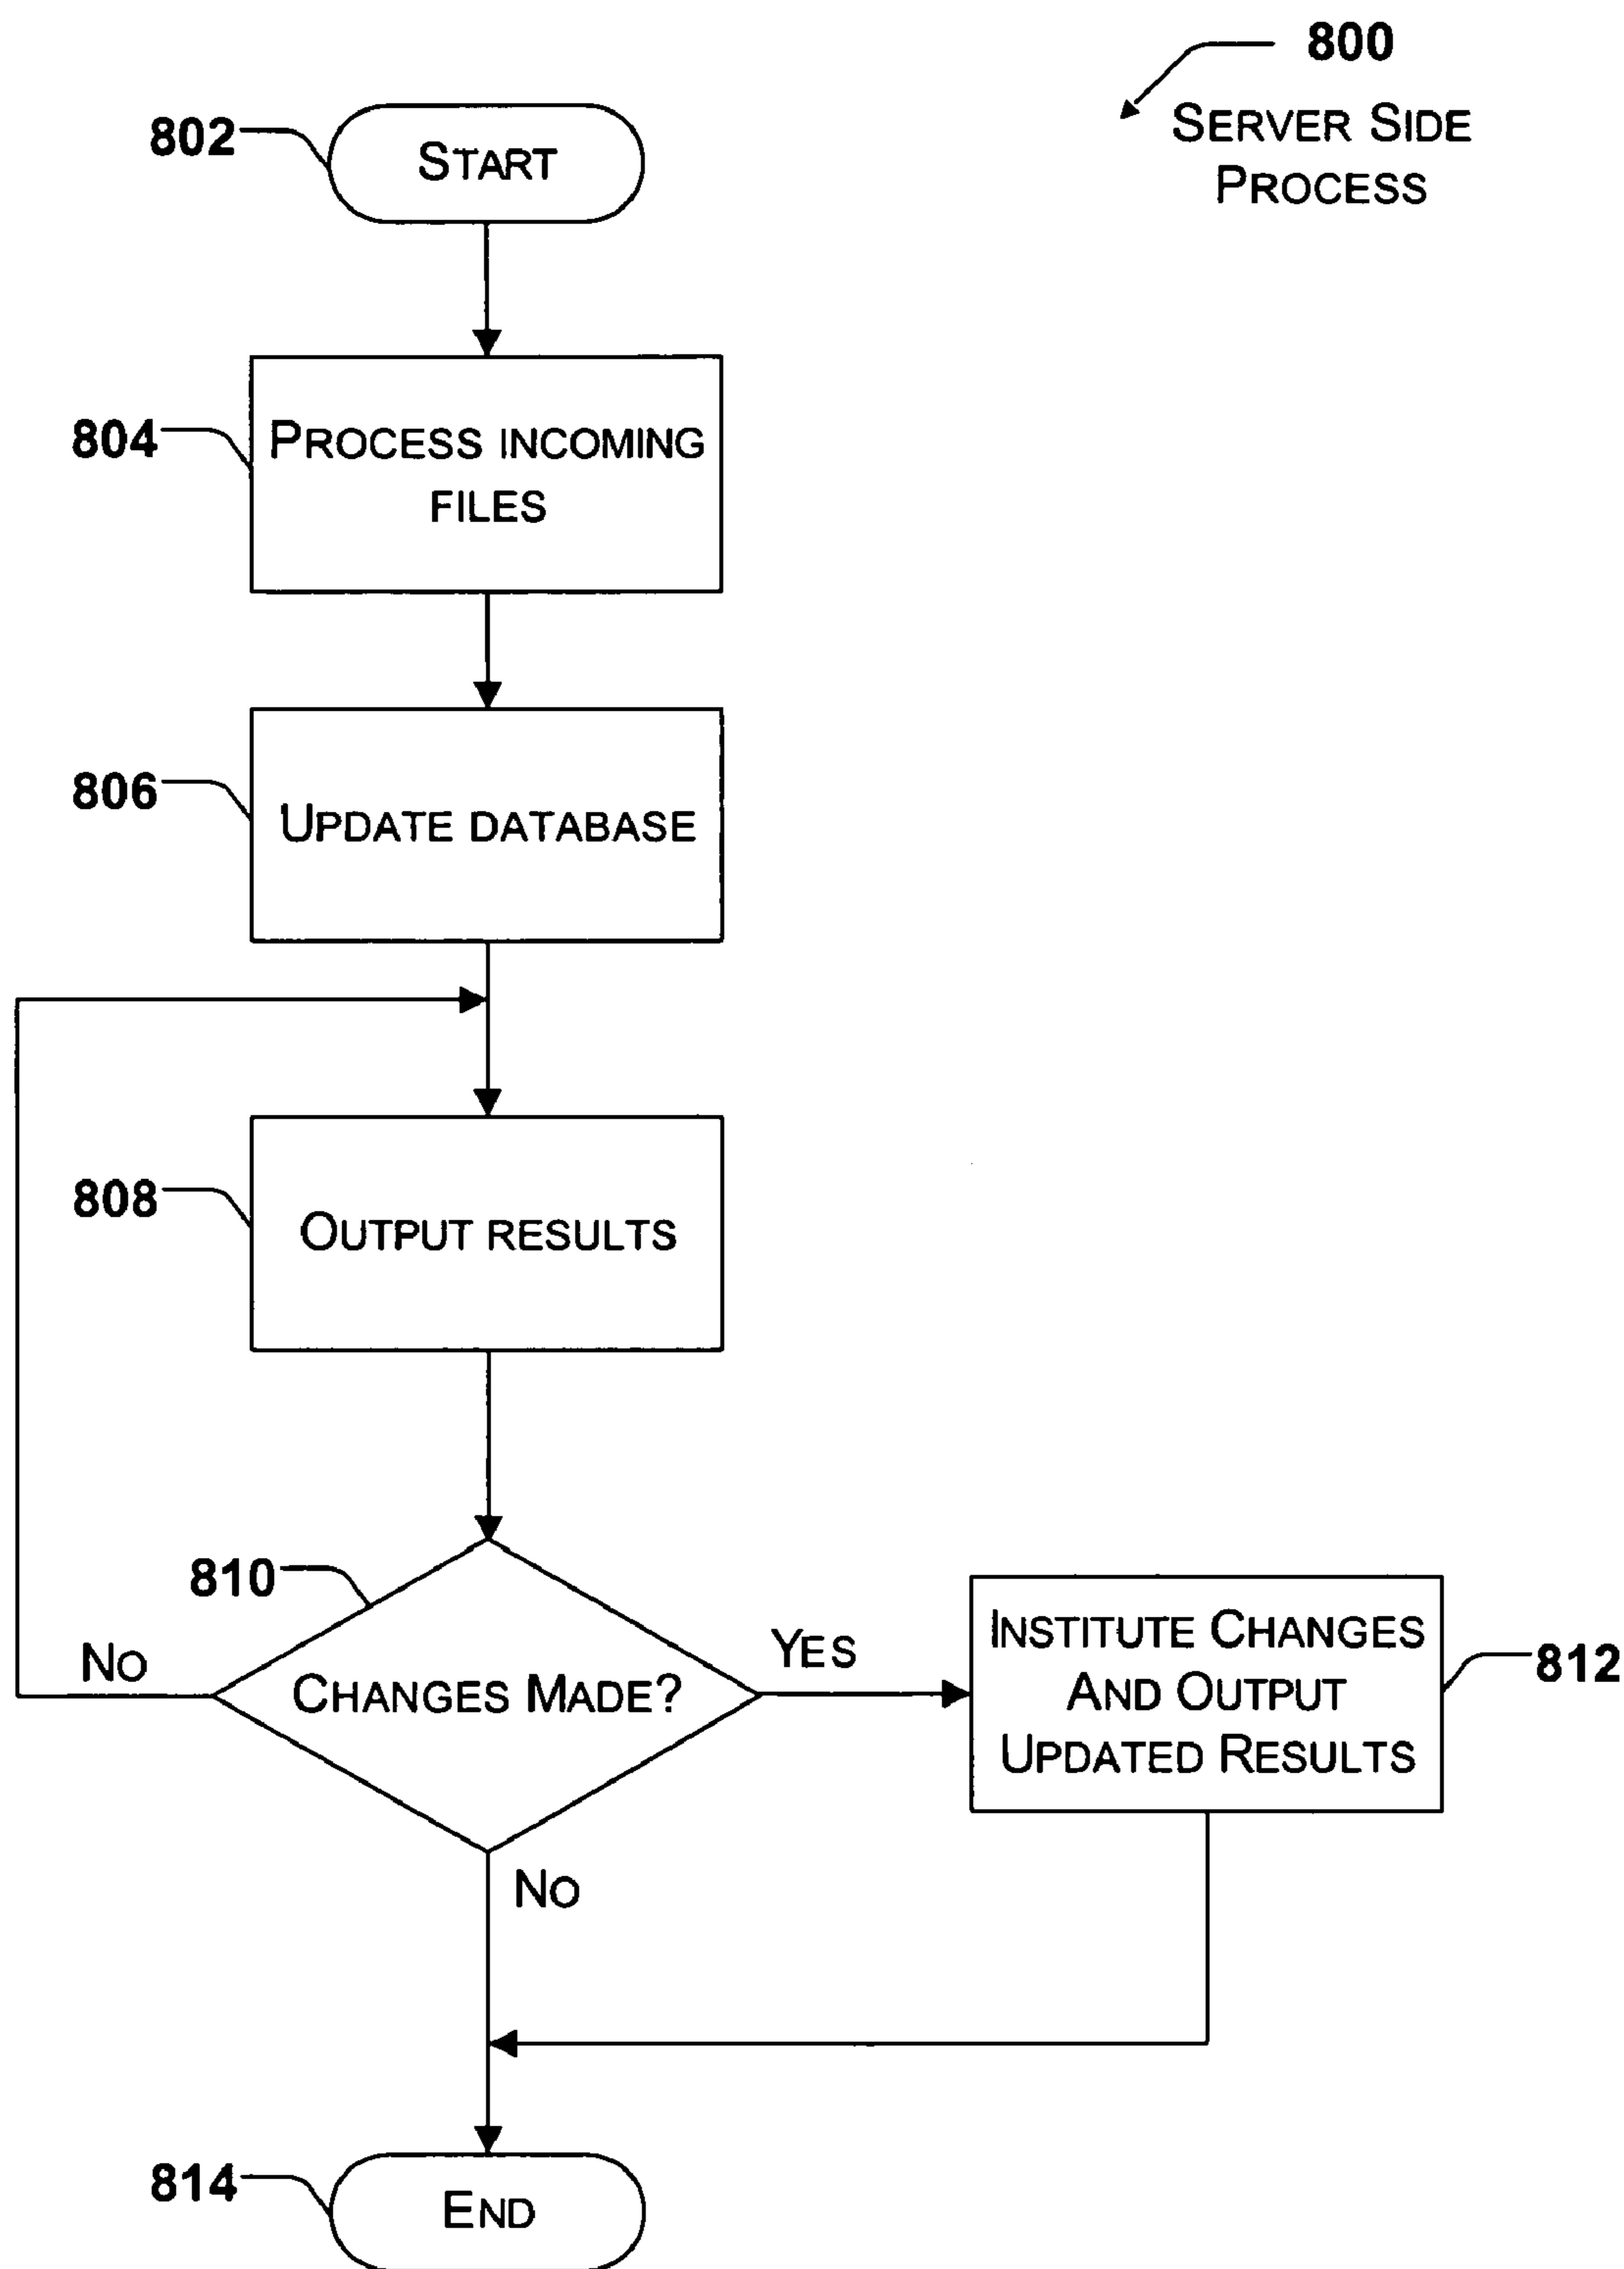 800
SERVER SIDE
PROCESS
802
START
804
PROCESS INCOMING
FILES
806
UPDATE DATABASE
808
OUTPUT RESULTS
810
NO
CHANGES MADE?
YES
INSTITUTE CHANGES
AND OUTPUT
UPDATED RESULTS
812
NO
814
END